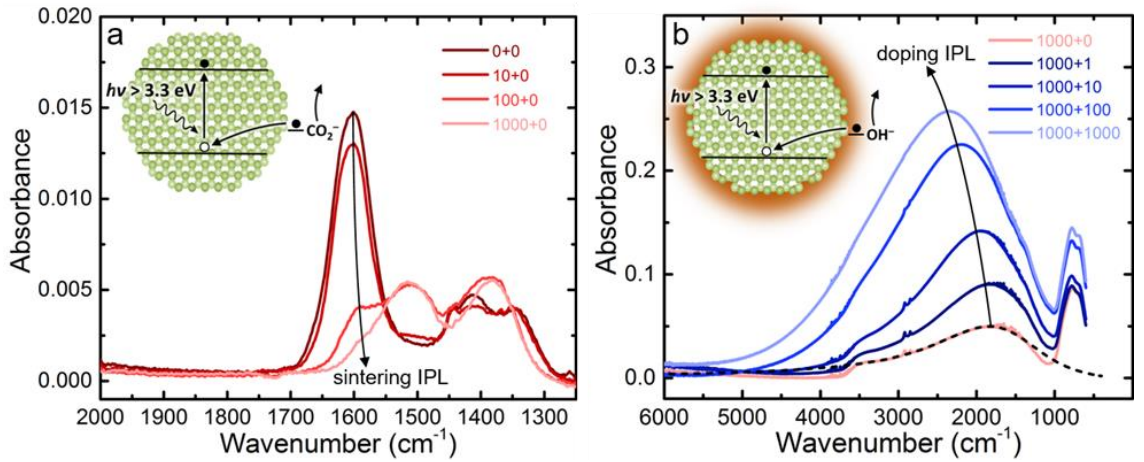 a
0+0
10+0
100+0
1000+0
hν > 3.3 eV
CO₂⁻
sintering IPL
Absorbance
0.020
0.015
0.010
0.005
0.000
2000 1900 1800 1700 1600 1500 1400 1300
Wavenumber (cm⁻¹)
b
doping IPL
1000+0
1000+1
1000+10
1000+100
1000+1000
hν > 3.3 eV
OH⁻
Absorbance
0.3
0.2
0.1
0.0
6000 5000 4000 3000 2000 1000
Wavenumber (cm⁻¹)